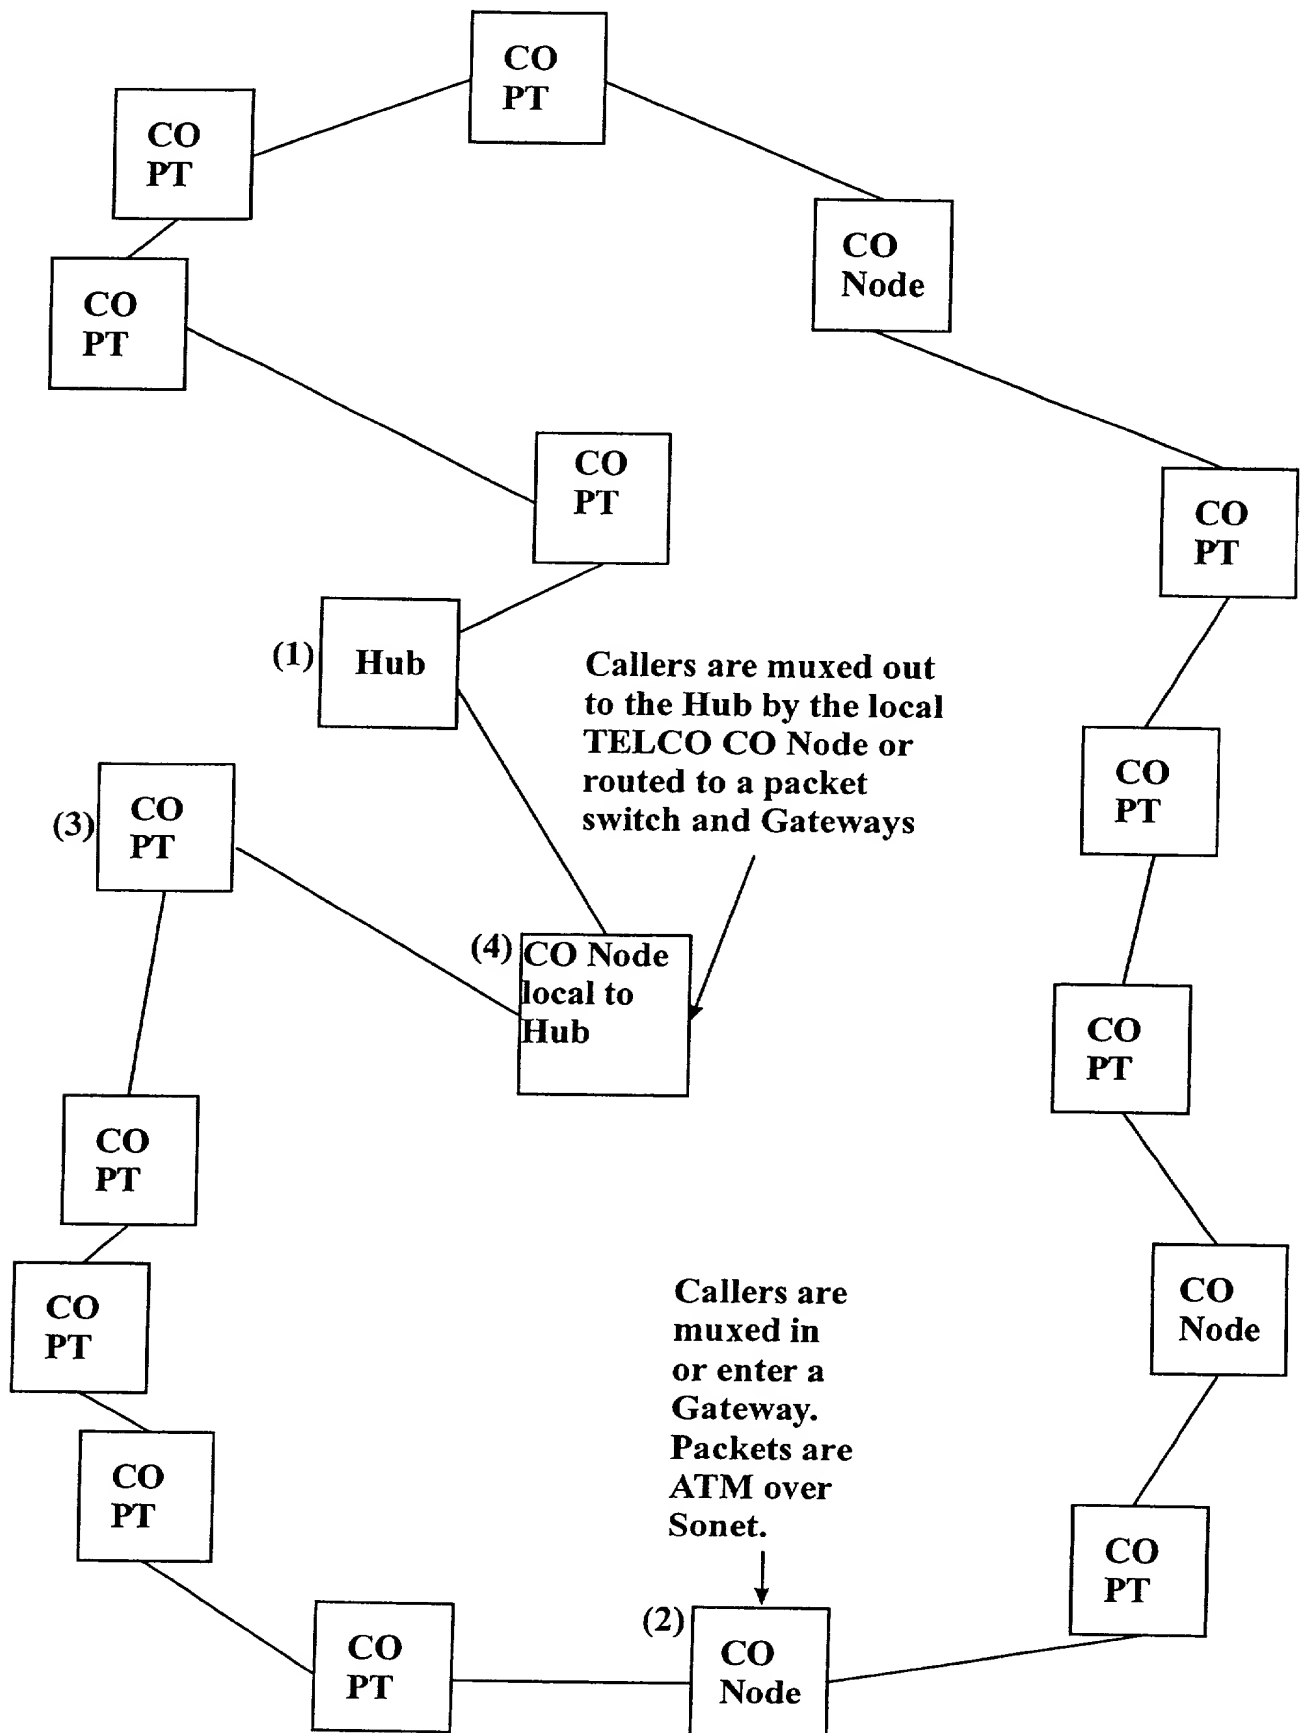 CO
PT
CO
PT
CO
Node
CO
PT
CO
PT
CO
PT
(1)
Hub
Callers are muxed out
to the Hub by the local
TELCO CO Node or
routed to a packet
switch and Gateways
CO
PT
(3)
CO
PT
(4)
CO Node
local to
Hub
CO
PT
CO
PT
CO
PT
Callers are
muxed in
or enter a
Gateway.
Packets are
ATM over
Sonet.
CO
Node
CO
PT
CO
PT
CO
PT
(2)
CO
Node